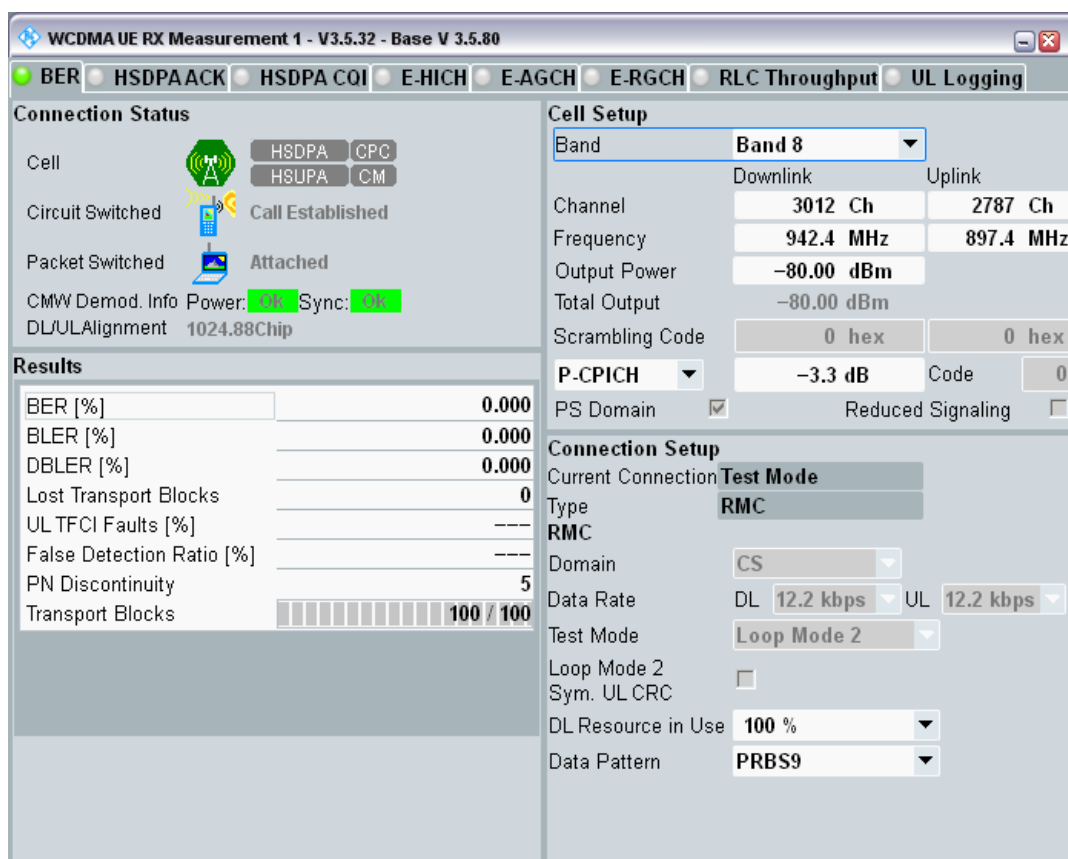 WCDMA UE RX Measurement 1 - V3.5.32 - Base V 3.5.80
BER HSDPA ACK HSDPA CQI E-HICH E-AGCH E-RGCH RLC Throughput UL Logging
Connection Status
Cell HSDPA CPC
HSUPA CM
Circuit Switched Call Established
Packet Switched Attached
CMW Demod. Info Power: Ok Sync: Ok
DL/ULAlignment 1024.88Chip
Results
BER [%] 0.000
BLER [%] 0.000
DBLER [%] 0.000
Lost Transport Blocks 0
UL TFCI Faults [%] ---
False Detection Ratio [%] ---
PN Discontinuity 5
Transport Blocks 100 / 100
Cell Setup
Band Band 8
Downlink Uplink
Channel 3012 Ch 2787 Ch
Frequency 942.4 MHz 897.4 MHz
Output Power −80.00 dBm
Total Output −80.00 dBm
Scrambling Code 0 hex 0 hex
P-CPICH −3.3 dB Code 0
PS Domain Reduced Signaling
Connection Setup
Current Connection Test Mode
Type RMC
RMC
Domain CS
Data Rate DL 12.2 kbps UL 12.2 kbps
Test Mode Loop Mode 2
Loop Mode 2
Sym. UL CRC
DL Resource in Use 100 %
Data Pattern PRBS9